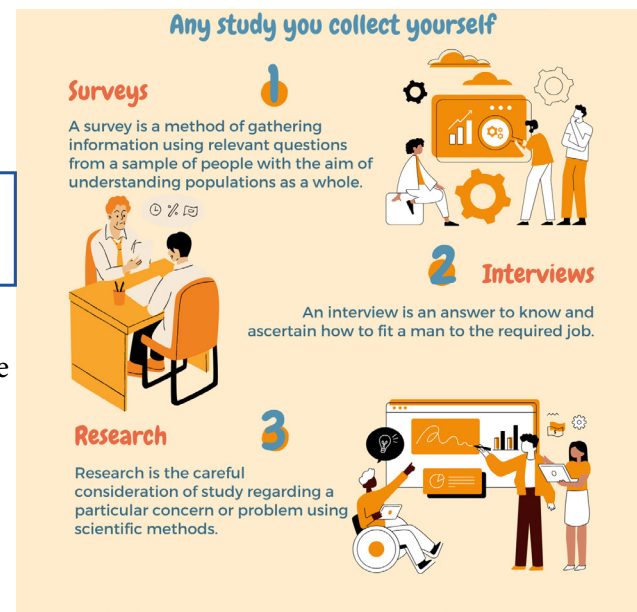 Any study you collect yourself
1
Surveys
A survey is a method of gathering
information using relevant questions
from a sample of people with the aim of
understanding populations as a whole.
2
Interviews
An interview is an answer to know and
ascertain how to fit a man to the required job.
e
3
Research
Research is the careful
consideration of study regarding a
particular concern or problem using
scientific methods.